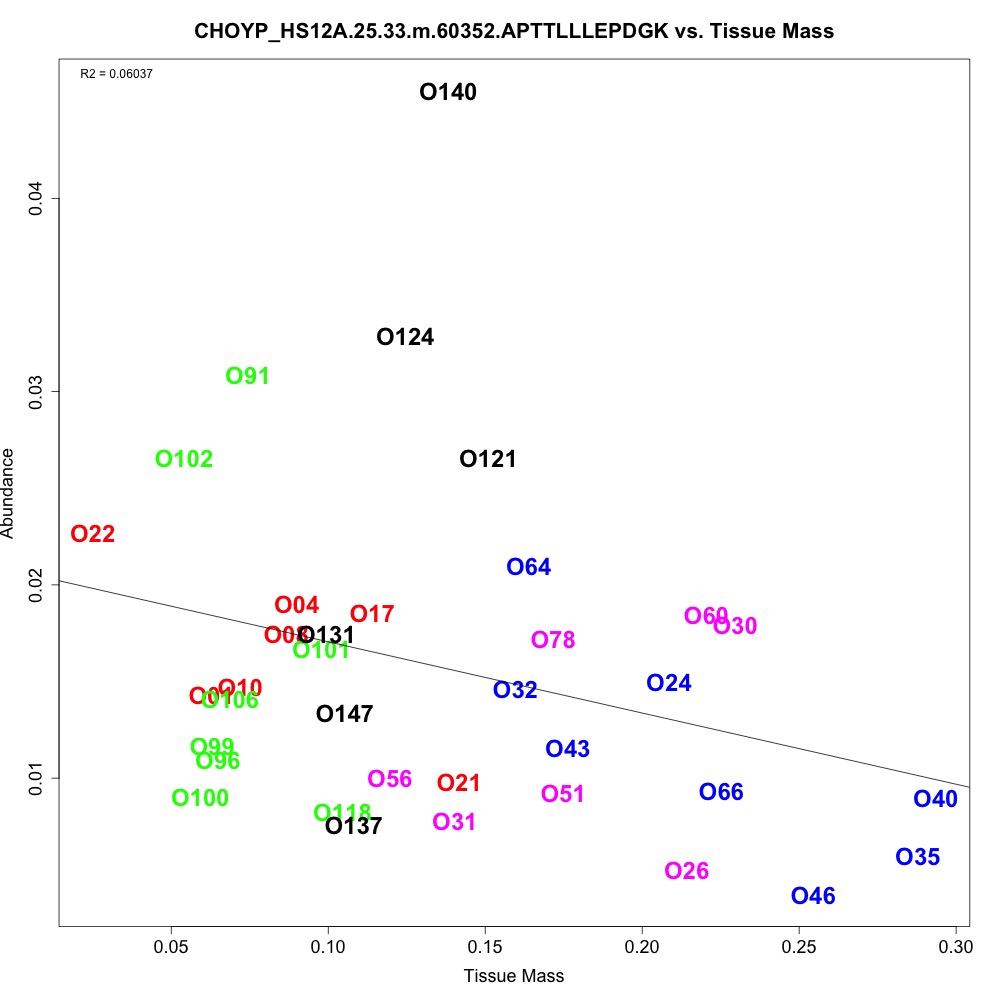 CHOYP_HS12A.25.33.m.60352.APTTLLLEPDGK vs. Tissue Mass
R2 = 0.06037
O140
0.04
O124
O91
0.03
O102
O121
O22
O64
0.02
O04
O17
O60
O30
O08
O131
O78
O101
O24
O10
O32
O01
O106
O147
O99
O43
O96
0.01
O56
O21
O51
O66
O100
O40
O118
O31
O137
O35
O26
O46
Abundance
0.05
0.10
0.15
0.20
0.25
0.30
Tissue Mass